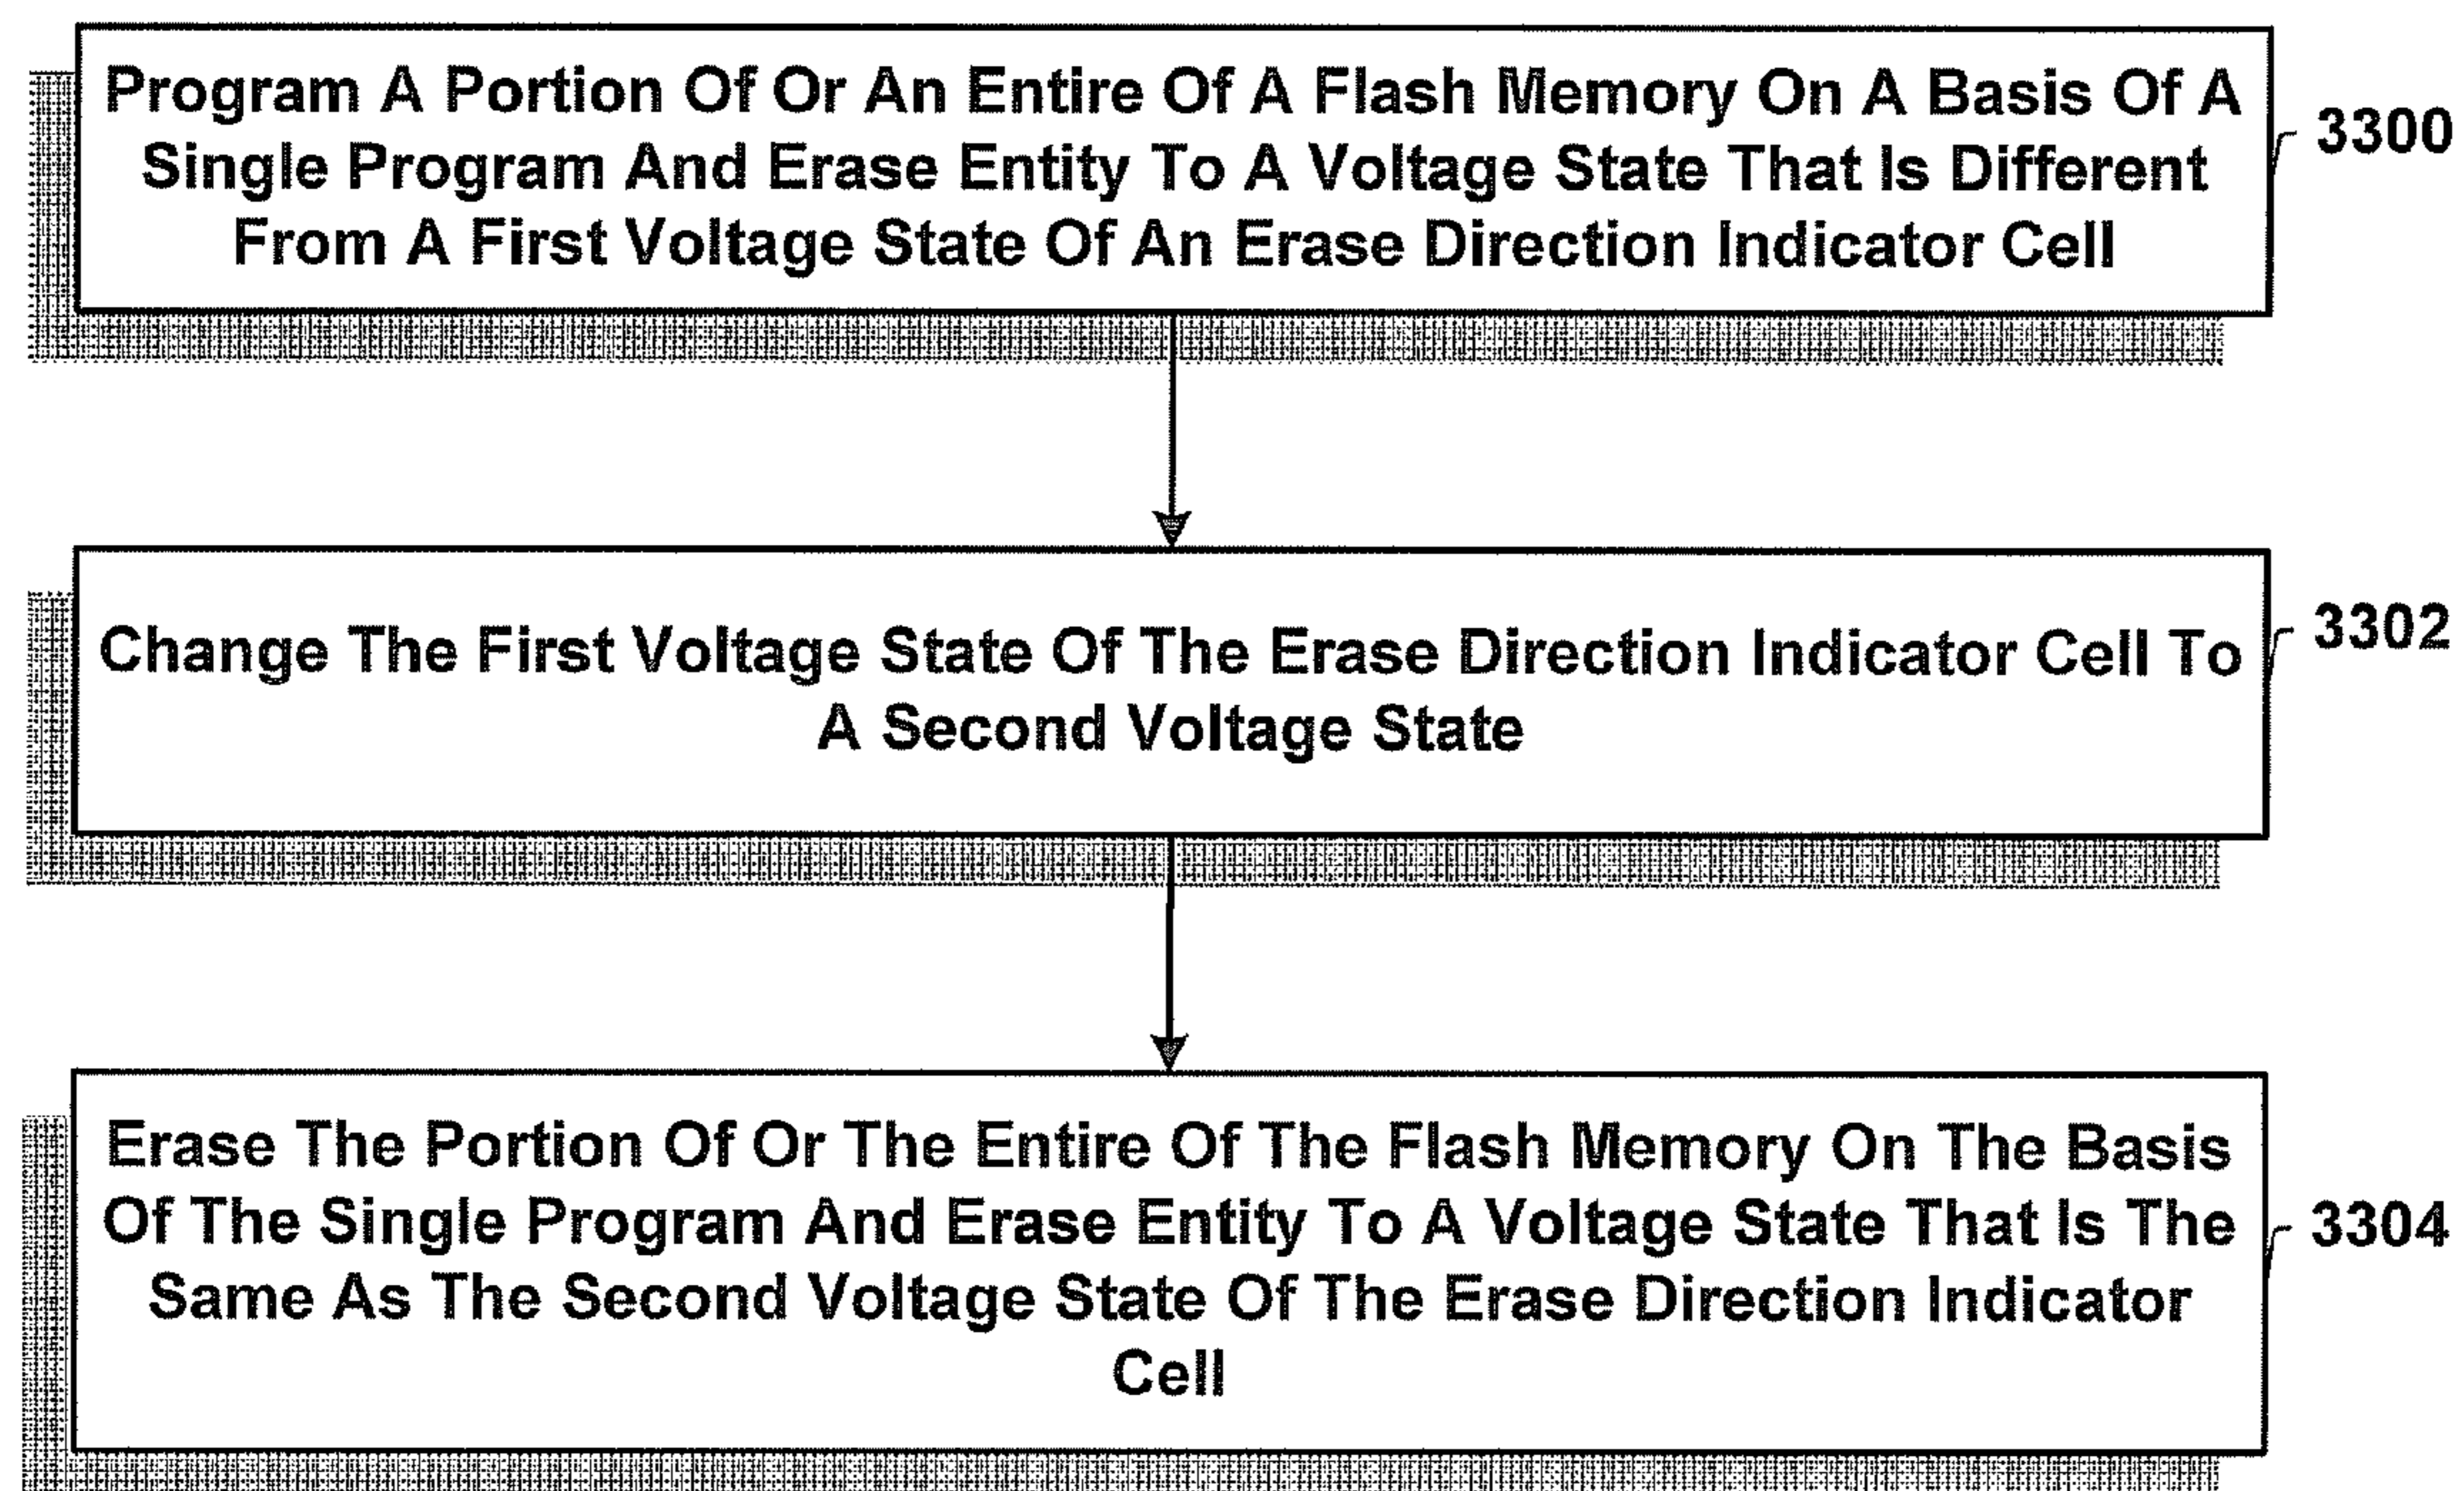 Program A Portion Of Or An Entire Of A Flash Memory On A Basis Of A
Single Program And Erase Entity To A Voltage State That Is Different
From A First Voltage State Of An Erase Direction Indicator Cell
3300
Change The First Voltage State Of The Erase Direction Indicator Cell To
A Second Voltage State
3302
Erase The Portion Of Or The Entire Of The Flash Memory On The Basis
Of The Single Program And Erase Entity To A Voltage State That Is The
Same As The Second Voltage State Of The Erase Direction Indicator
Cell
3304